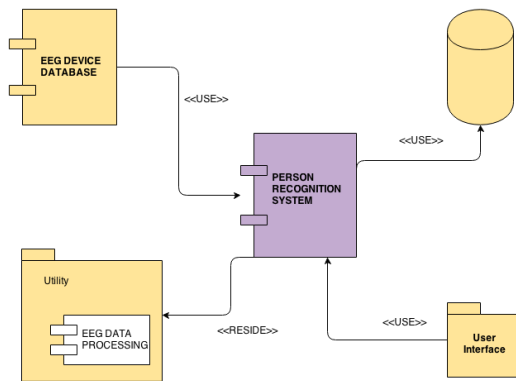 EEG DEVICE
DATABASE
<<USE>>
<<USE>>
PERSON
RECOGNITION
SYSTEM
Utility
EEG DATA
PROCESSING
<<RESIDE>>
<<USE>>
User
Interface